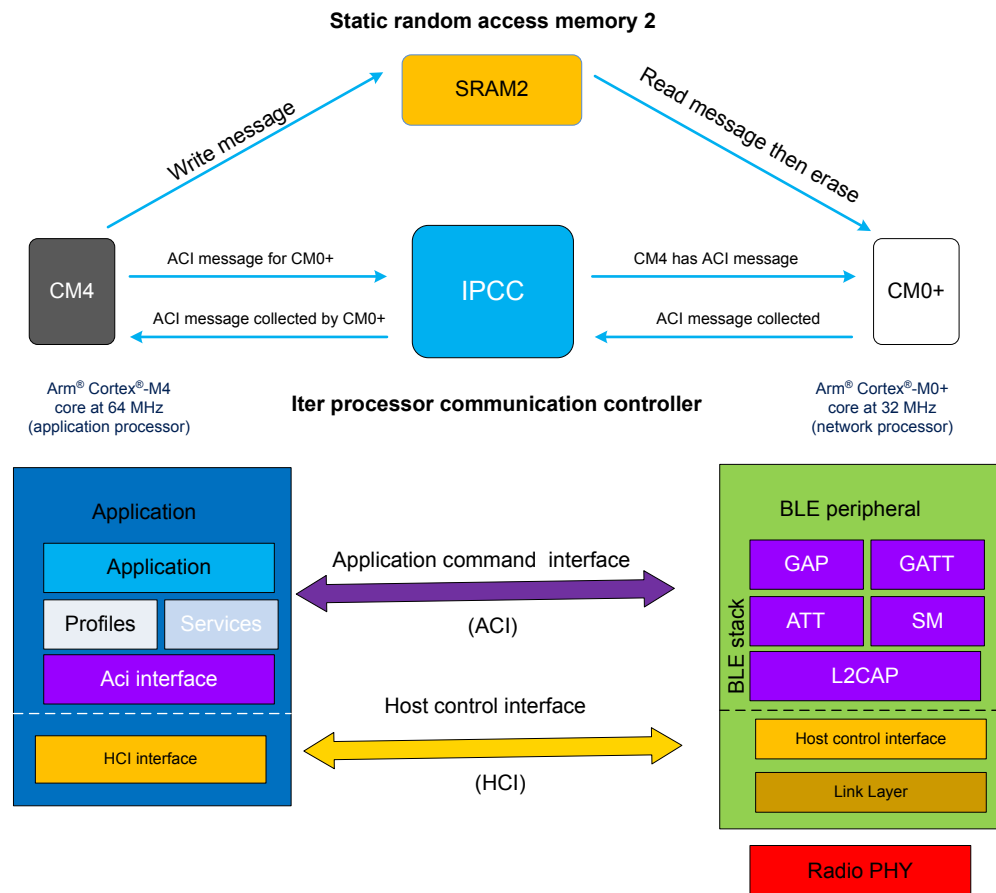 Static random access memory 2
SRAM2
Write message
Read message then erase
CM4
ACI message for CM0+
IPCC
CM4 has ACI message
CM0+
ACI message collected by CM0+
ACI message collected
Arm® Cortex®-M4
core at 64 MHz
(application processor)
Iter processor communication controller
Arm® Cortex®-M0+
core at 32 MHz
(network processor)
Application
Application
Profiles
Services
Aci interface
HCI interface
Application command interface
(ACI)
Host control interface
(HCI)
BLE peripheral
BLE stack
GAP
GATT
ATT
SM
L2CAP
Host control interface
Link Layer
Radio PHY